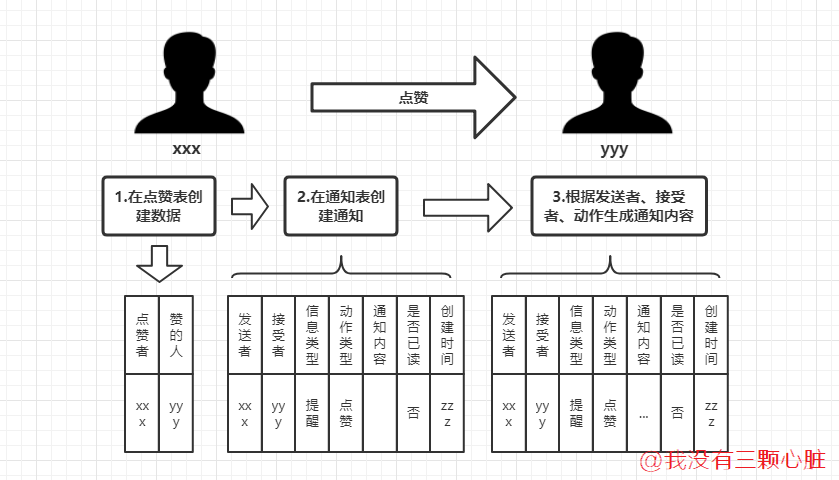 点赞
xxx
yyy
1.在点赞表创
建数据
2.在通知表创
建通知
3.根据发送者、接受
者、动作生成通知内容
点赞者 赞的人
xxx yyy
发送者 接受者 信息类型 动作类型 通知内容 是否已读 创建时间
xxx yyy 提醒 点赞 否 zzz
发送者 接受者 信息类型 动作类型 通知内容 是否已读 创建时间
xxx yyy 提醒 点赞 ... 否 zzz
@我没有三颗心脏